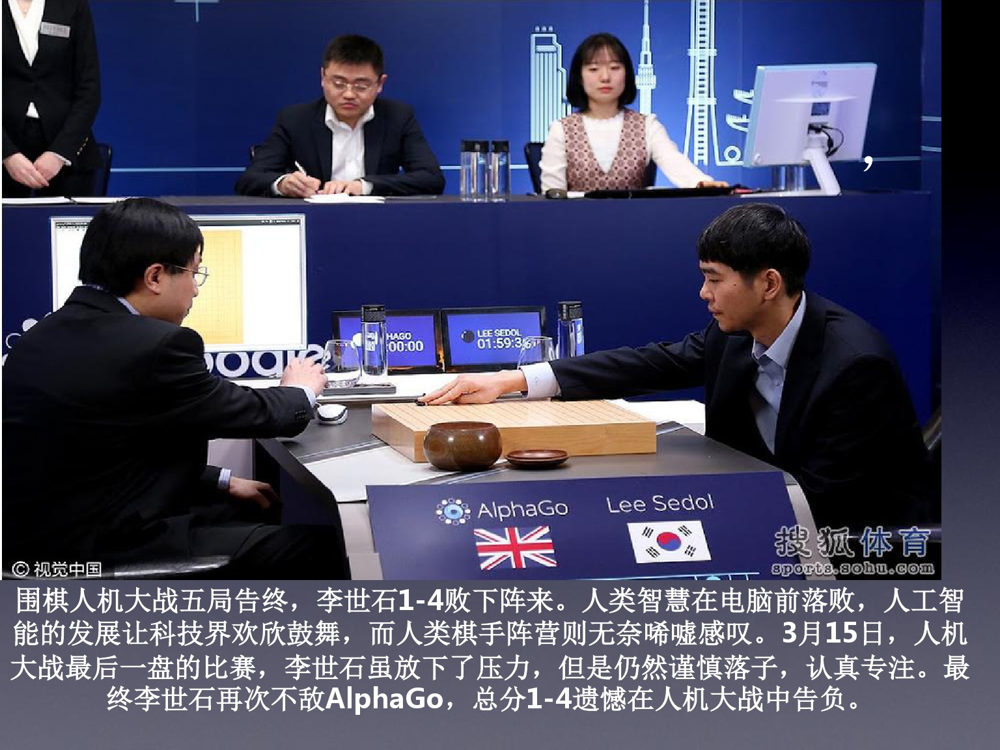 ，
oogle
HAGO
:00:00
LEE SEDOL
01:59:36
AlphaGo
Lee Sedol
搜狐体育
sports.sohu.com
© 视觉中国
围棋人机大战五局告终，李世石1-4败下阵来。人类智慧在电脑前落败，人工智
能的发展让科技界欢欣鼓舞，而人类棋手阵营则无奈唏嘘感叹。3月15日，人机
大战最后一盘的比赛，李世石虽放下了压力，但是仍然谨慎落子，认真专注。最
终李世石再次不敌AlphaGo，总分1-4遗憾在人机大战中告负。